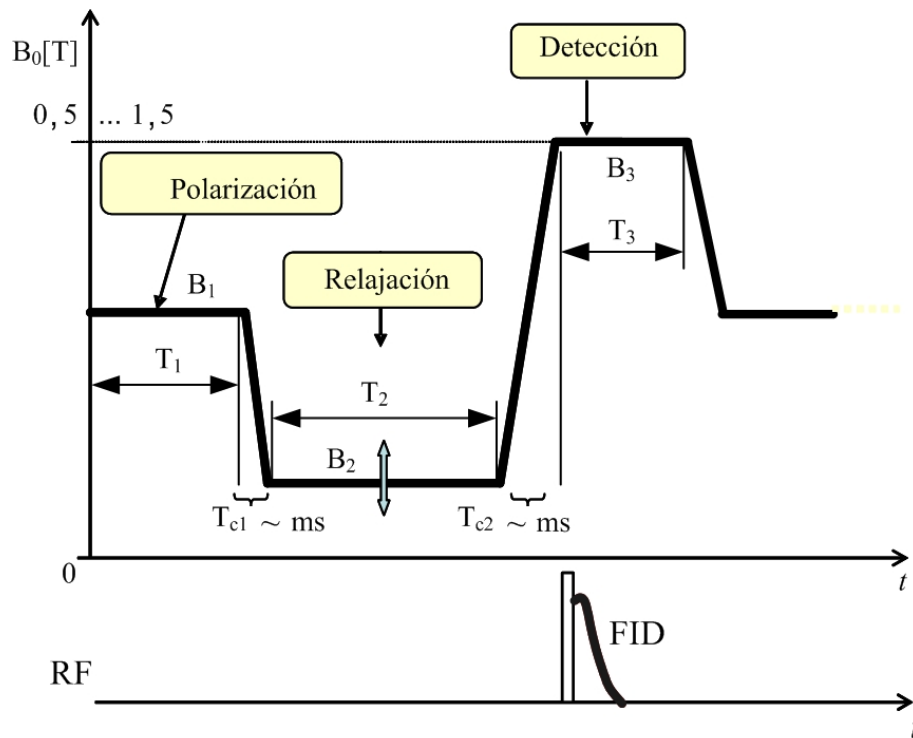 B₀[T]
Detección
0,5 ... 1,5
Polarización
B₃
T₃
Relajación
B₁
T₁
T₂
B₂
T꜀₁ ~ ms
T꜀₂ ~ ms
0
t
FID
RF